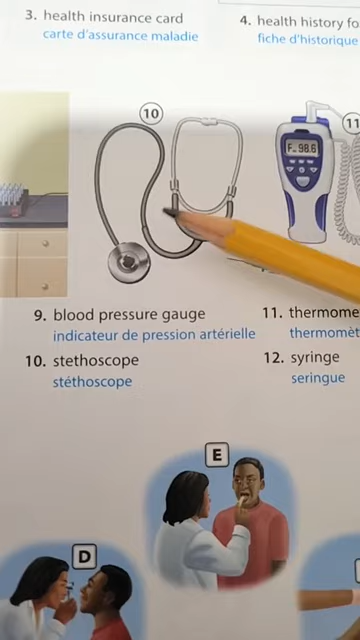 3. health insurance card
carte d'assurance maladie
4. health history fo
fiche d'historique
10
11
F 98.6
9. blood pressure gauge
indicateur de pression artérielle
10. stethoscope
stéthoscope
11. thermome
thermomèt
12. syringe
seringue
E
D